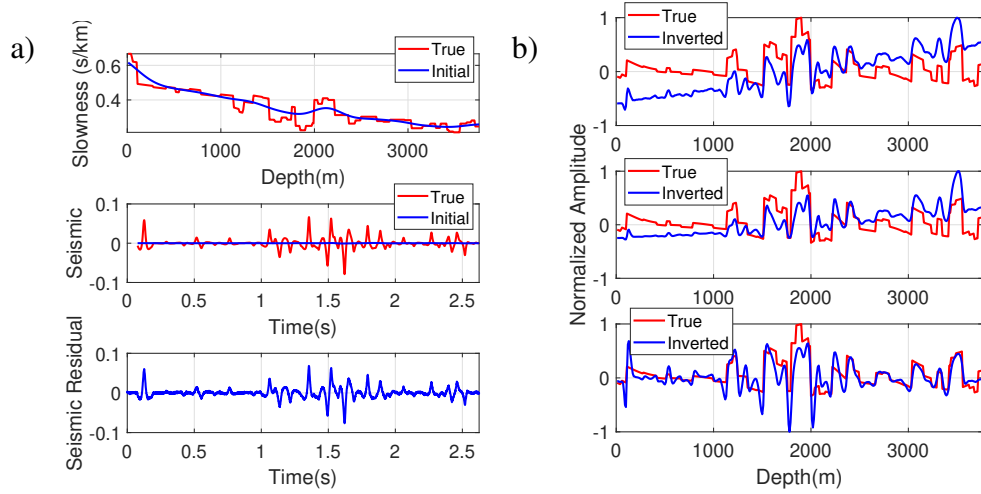 a)
Slowness (s/km)
0.6
0.4
0
1000
2000
3000
Depth(m)
True
Initial
Seismic
0.1
0
-0.1
0
0.5
1
1.5
2
2.5
Time(s)
True
Initial
Seismic Residual
0.1
0
-0.1
0
0.5
1
1.5
2
2.5
Time(s)
b)
Normalized Amplitude
1
0
-1
0
1000
2000
3000
True
Inverted
1
0
-1
0
1000
2000
3000
True
Inverted
1
0
-1
0
1000
2000
3000
Depth(m)
True
Inverted